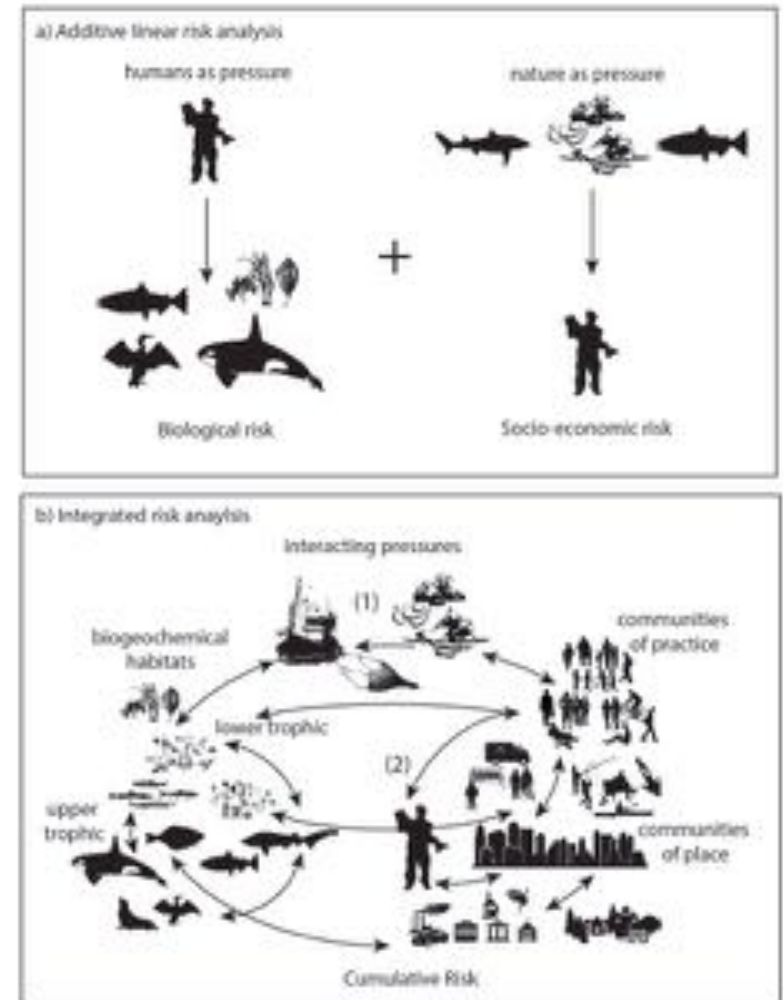 a) Additive linear risk analysis
humans as pressure
nature as pressure
+
Biological risk
Socio-economic risk
b) Integrated risk anaylsis
Interacting pressures
(1)
communities
of practice
biogeochemical
habitats
lower trophic
(2)
upper
trophic
communities
of place
Cumulative Risk